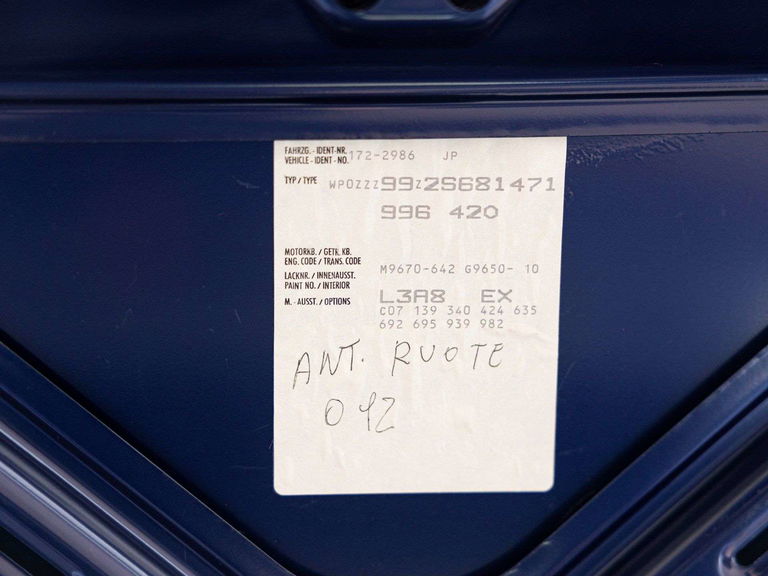 FAHRZG. - IDENT-NR. 172-2986 JP
VEHICLE - IDENT - NO.
TYP / TYPE WP0ZZZ99Z2S681471
996 420
MOTORKB. / GETR. KB.
ENG. CODE / TRANS. CODE M9670-642 G9650- 10
LACKNR. / INNENAUSST.
PAINT NO. / INTERIOR L3A8 EX
M. - AUSST. / OPTIONS C07 139 340 424 635
692 695 939 982
ANT. RUOTE
042